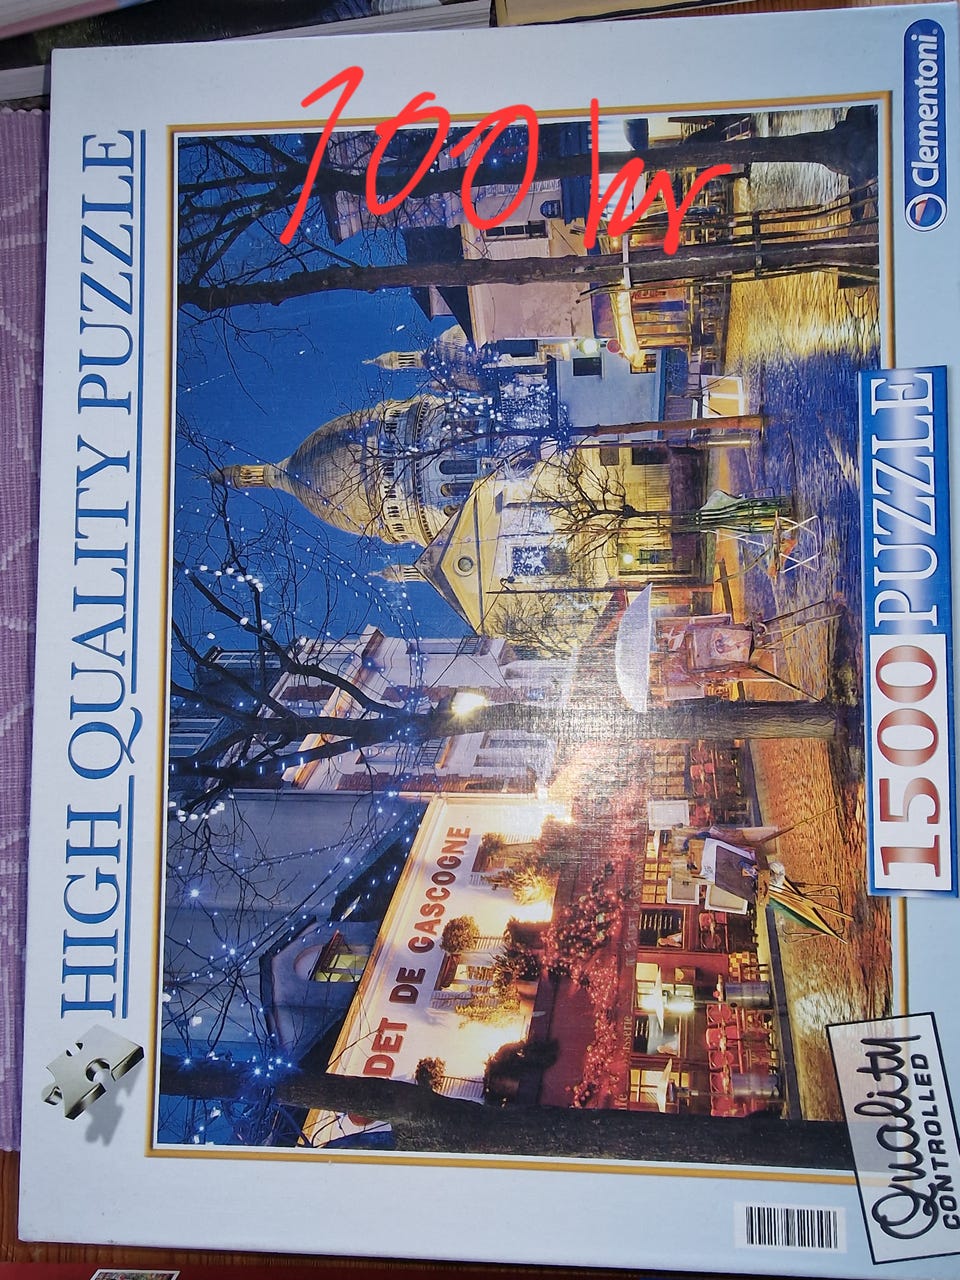 100 kr
Clementoni
HIGH QUALITY PUZZLE
DET DE GASCOGNE
1500 PUZZLE
Quality
CONTROLLED